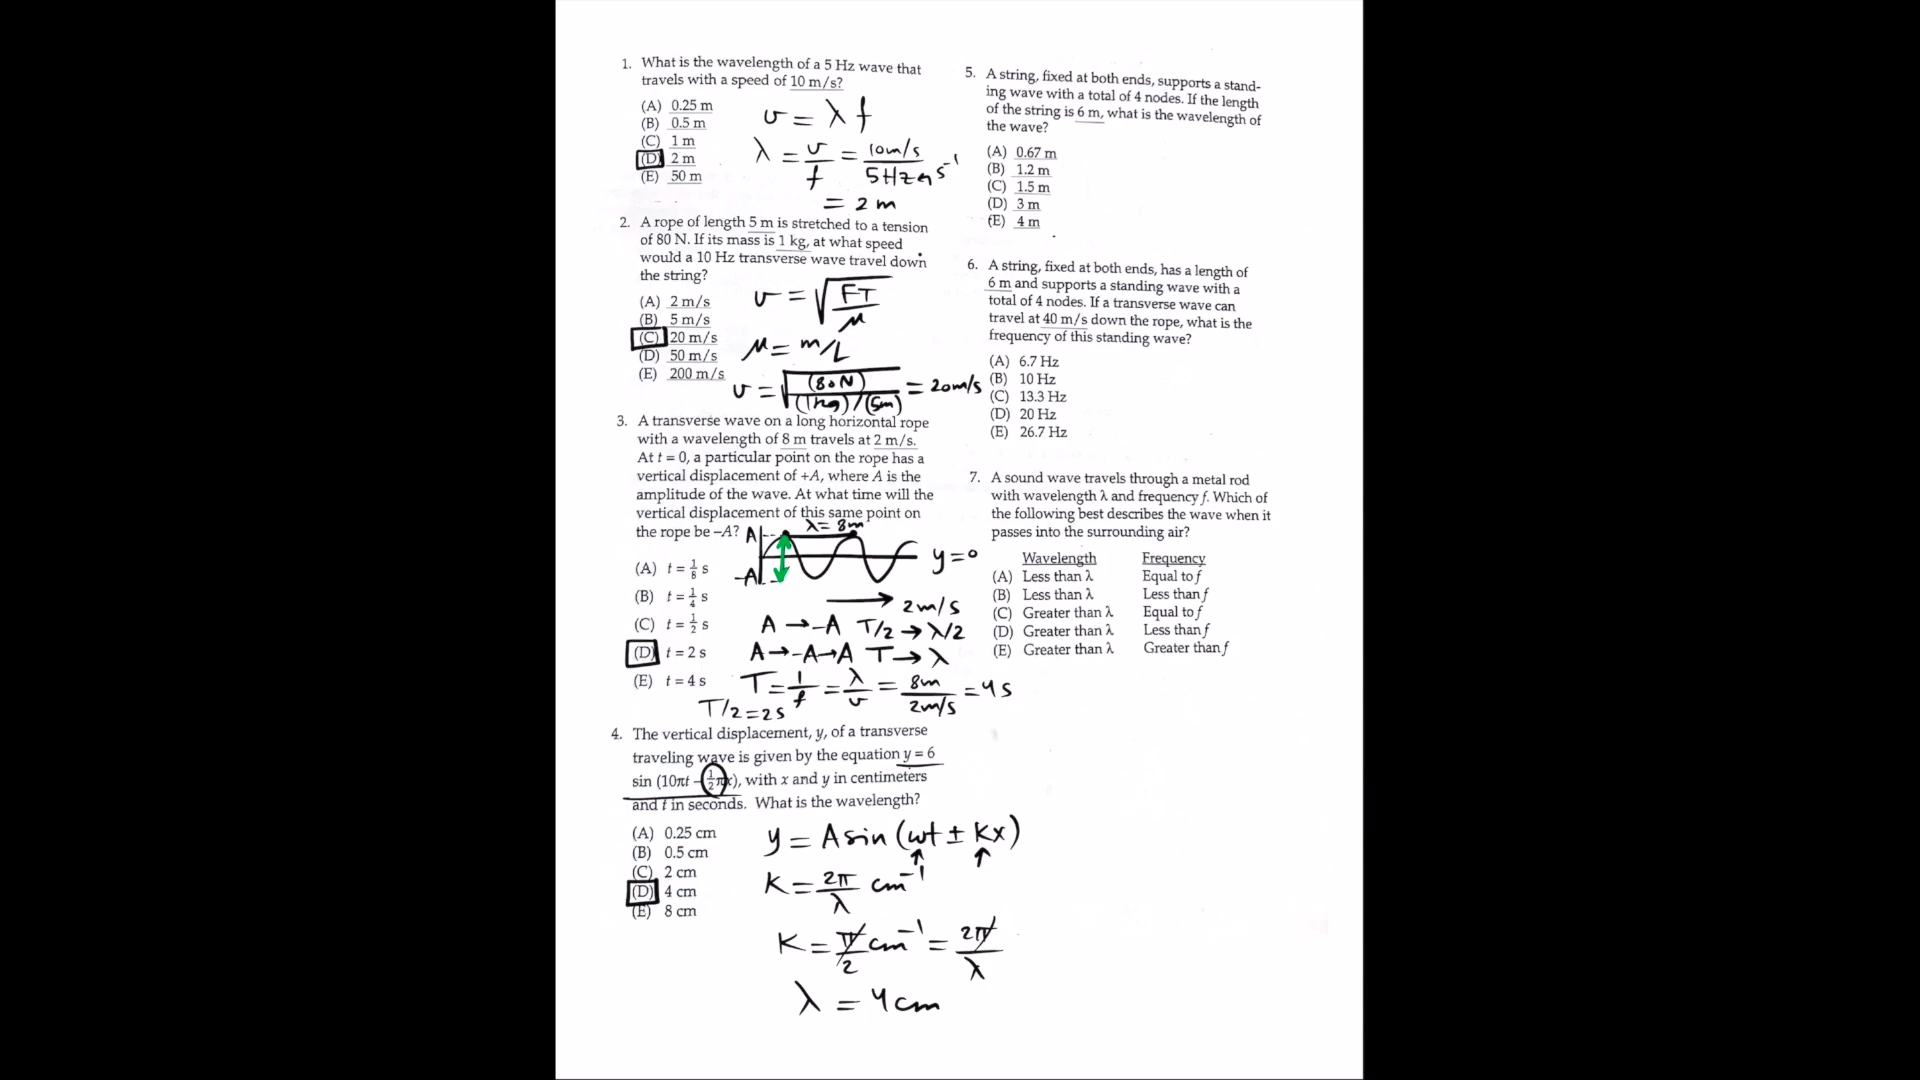 1. What is the wavelength of a 5 Hz wave that
travels with a speed of 10 m/s?
(A) 0.25 m
(B) 0.5 m
(C) 1 m
(D) 2 m
(E) 50 m
v = λ f
λ = v/f = 10m/s / 5Hz s⁻¹
= 2 m
2. A rope of length 5 m is stretched to a tension
of 80 N. If its mass is 1 kg, at what speed
would a 10 Hz transverse wave travel down
the string?
(A) 2 m/s
(B) 5 m/s
(C) 20 m/s
(D) 50 m/s
(E) 200 m/s
v = √(FT/μ)
μ = m/L
v = √((80N)/((1kg)/(5m))) = 20m/s
3. A transverse wave on a long horizontal rope
with a wavelength of 8 m travels at 2 m/s.
At t = 0, a particular point on the rope has a
vertical displacement of +A, where A is the
amplitude of the wave. At what time will the
vertical displacement of this same point on
the rope be –A?
(A) t = 1/8 s
(B) t = 1/4 s
(C) t = 1/2 s
(D) t = 2 s
(E) t = 4 s
λ = 8m
A
-A
y=0
→ 2m/s
A → -A T/2 → λ/2
A → -A → A T → λ
T = 1/f = λ/v = 8m / 2m/s = 4s
T/2 = 2s
4. The vertical displacement, y, of a transverse
traveling wave is given by the equation y = 6
sin (10πt – ½πx), with x and y in centimeters
and t in seconds. What is the wavelength?
(A) 0.25 cm
(B) 0.5 cm
(C) 2 cm
(D) 4 cm
(E) 8 cm
y = A sin (ωt ± Kx)
K = 2π/λ cm⁻¹
K = π/2 cm⁻¹ = 2π/λ
λ = 4cm
5. A string, fixed at both ends, supports a stand-
ing wave with a total of 4 nodes. If the length
of the string is 6 m, what is the wavelength of
the wave?
(A) 0.67 m
(B) 1.2 m
(C) 1.5 m
(D) 3 m
(E) 4 m
6. A string, fixed at both ends, has a length of
6 m and supports a standing wave with a
total of 4 nodes. If a transverse wave can
travel at 40 m/s down the rope, what is the
frequency of this standing wave?
(A) 6.7 Hz
(B) 10 Hz
(C) 13.3 Hz
(D) 20 Hz
(E) 26.7 Hz
7. A sound wave travels through a metal rod
with wavelength λ and frequency f. Which of
the following best describes the wave when it
passes into the surrounding air?
Wavelength Frequency
(A) Less than λ Equal to f
(B) Less than λ Less than f
(C) Greater than λ Equal to f
(D) Greater than λ Less than f
(E) Greater than λ Greater than f